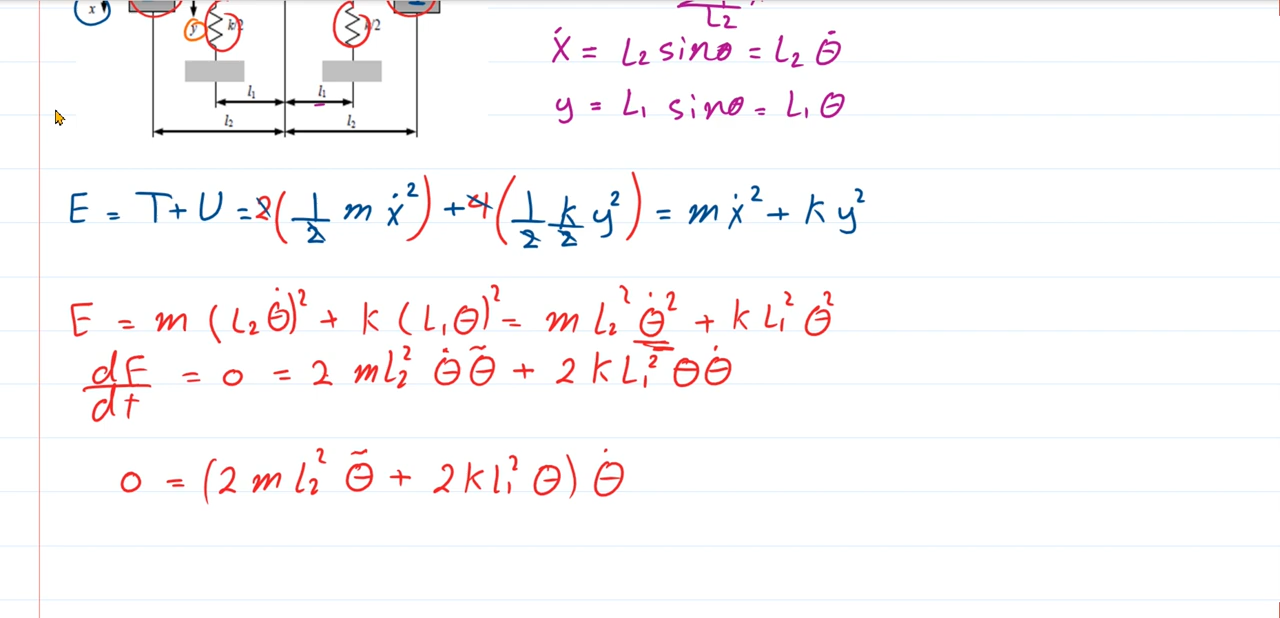 x y k/2 /2
l₁ l₁
l₂ l₂
L₂
ẋ = L₂ sinθ = L₂ θ̇
y = L₁ sinθ = L₁ θ
E = T+U = 2(1/2 m ẋ²) + 4(1/2 k/2 y²) = m ẋ² + k y²
E = m (L₂ θ̇)² + k (L₁ θ)² = m L₂² θ̇² + k L₁² θ²
dE/dt = 0 = 2 m L₂² θ̇ θ̈ + 2 k L₁² θ θ̇
0 = (2 m l₂² θ̈ + 2 k l₁² θ) θ̇